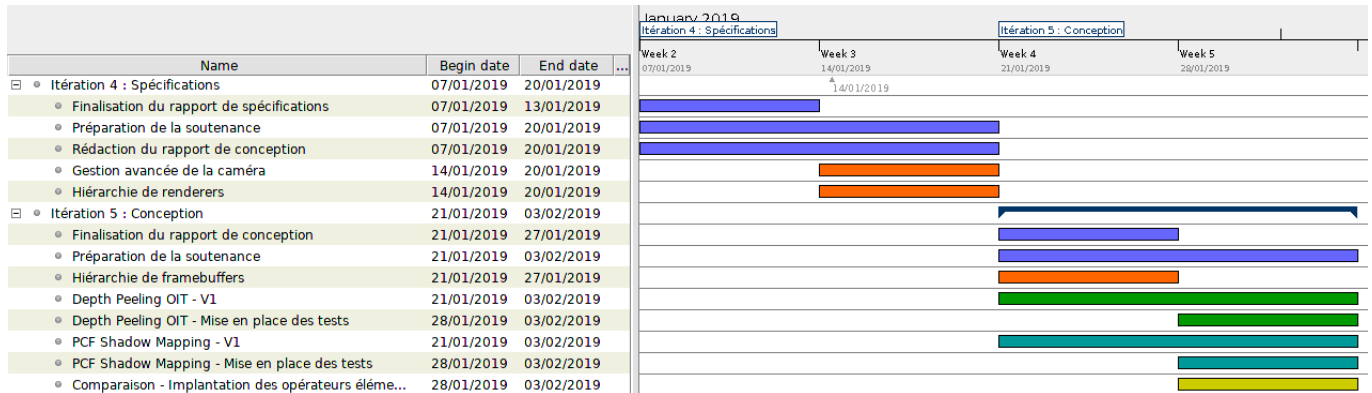 January 2019
Itération 4 : Spécifications Itération 5 : Conception
Week 2 Week 3 Week 4 Week 5
Name Begin date End date ... 07/01/2019 14/01/2019 21/01/2019 28/01/2019
Itération 4 : Spécifications 07/01/2019 20/01/2019 14/01/2019
Finalisation du rapport de spécifications 07/01/2019 13/01/2019
Préparation de la soutenance 07/01/2019 20/01/2019
Rédaction du rapport de conception 07/01/2019 20/01/2019
Gestion avancée de la caméra 14/01/2019 20/01/2019
Hiérarchie de renderers 14/01/2019 20/01/2019
Itération 5 : Conception 21/01/2019 03/02/2019
Finalisation du rapport de conception 21/01/2019 27/01/2019
Préparation de la soutenance 21/01/2019 03/02/2019
Hiérarchie de framebuffers 21/01/2019 27/01/2019
Depth Peeling OIT - V1 21/01/2019 03/02/2019
Depth Peeling OIT - Mise en place des tests 28/01/2019 03/02/2019
PCF Shadow Mapping - V1 21/01/2019 03/02/2019
PCF Shadow Mapping - Mise en place des tests 28/01/2019 03/02/2019
Comparaison - Implantation des opérateurs éléme... 28/01/2019 03/02/2019